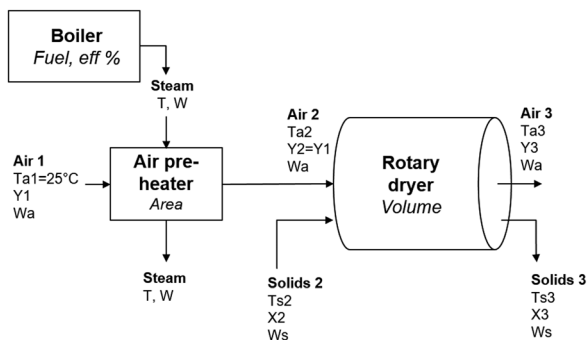 Boiler
Fuel, eff %
Steam
T, W
Air 1
Ta1=25°C
Y1
Wa
Air pre-
heater
Area
Steam
T, W
Air 2
Ta2
Y2=Y1
Wa
Rotary
dryer
Volume
Air 3
Ta3
Y3
Wa
Solids 2
Ts2
X2
Ws
Solids 3
Ts3
X3
Ws